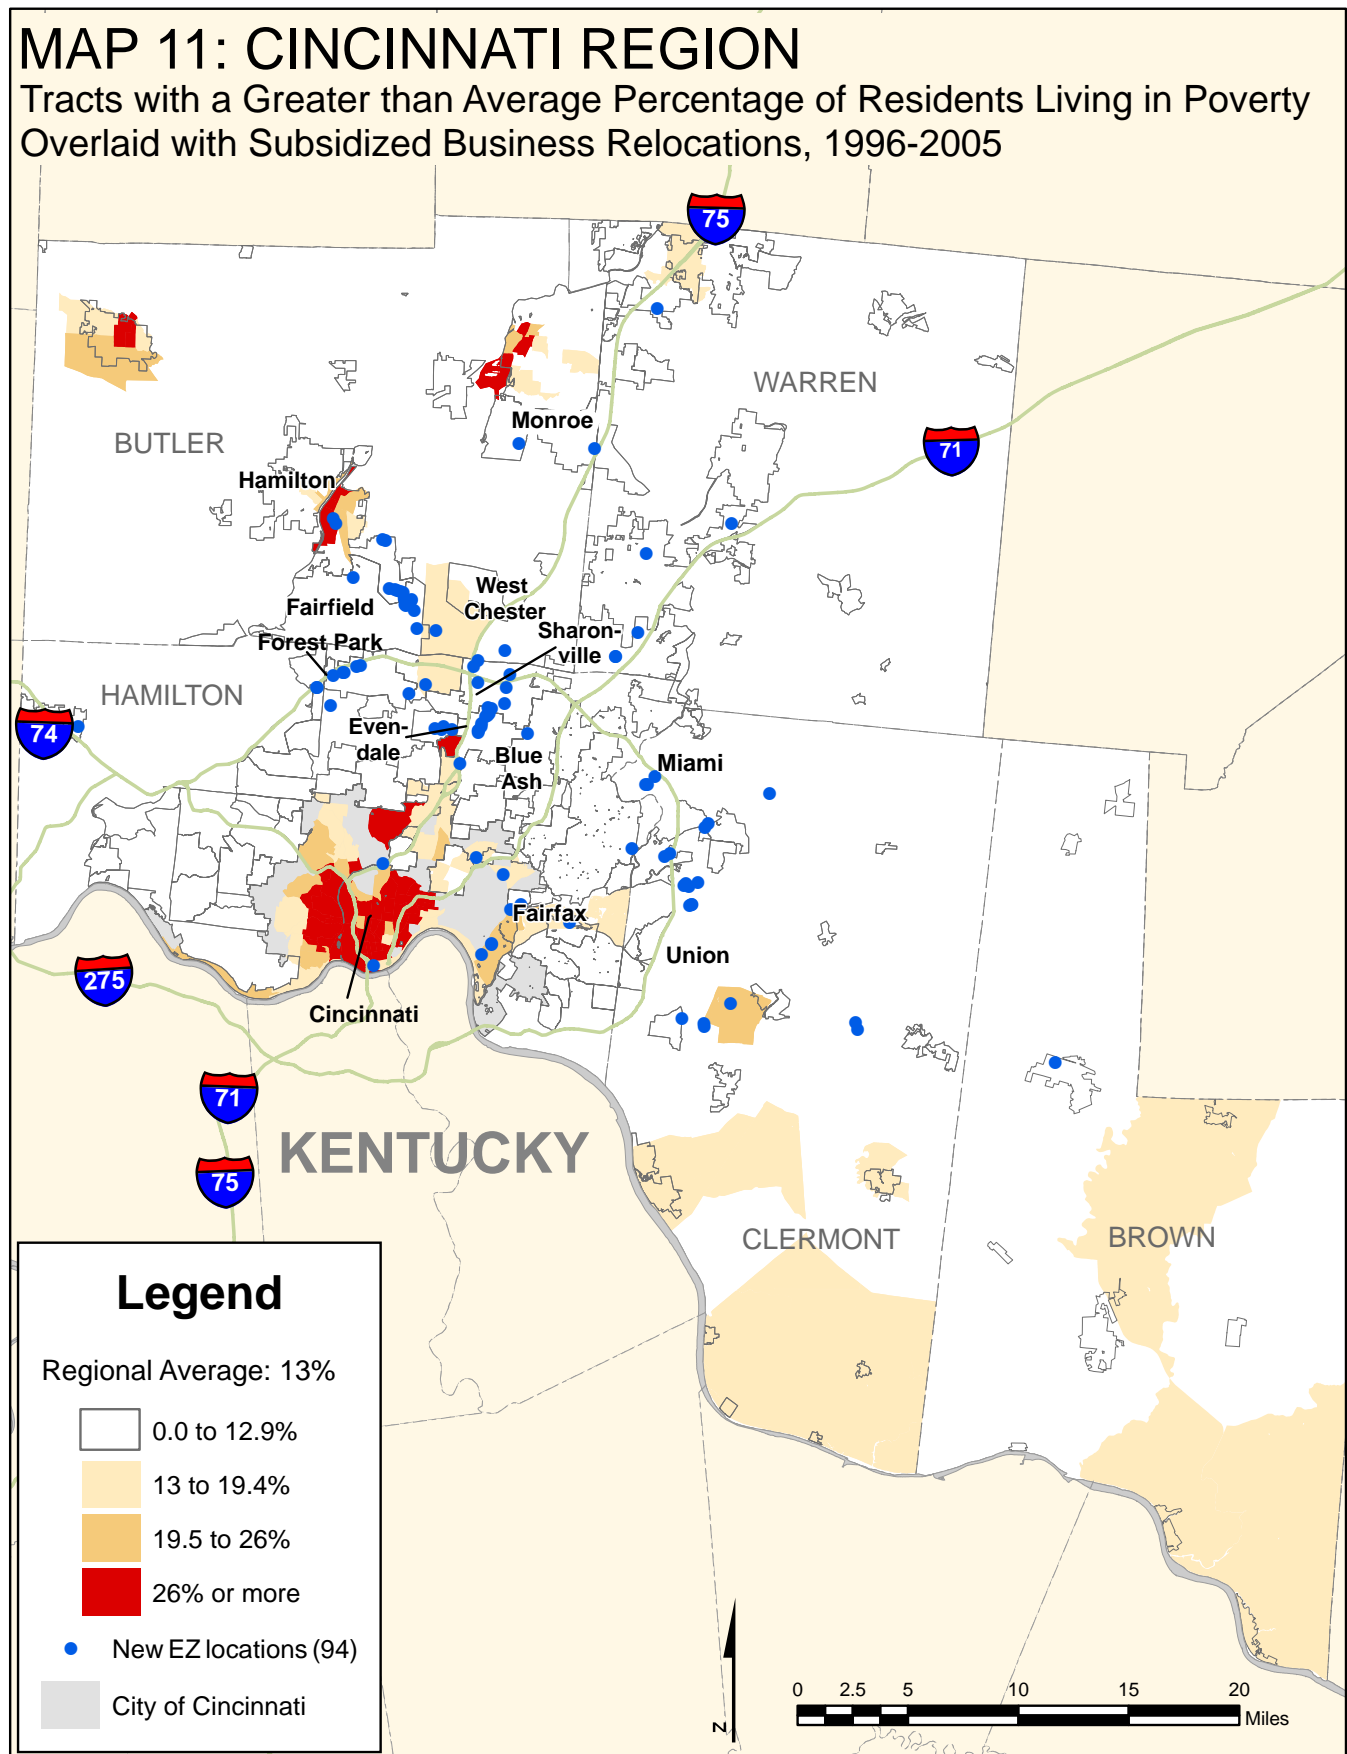 MAP 11: CINCINNATI REGION
Tracts with a Greater than Average Percentage of Residents Living in Poverty
Overlaid with Subsidized Business Relocations, 1996-2005
75
WARREN
Monroe
BUTLER
71
Hamilton
West
Chester
Fairfield
Sharon-
ville
Forest Park
HAMILTON
74
Even-
dale
Blue
Ash
Miami
Fairfax
Union
275
Cincinnati
71
KENTUCKY
75
CLERMONT
BROWN
Legend
Regional Average: 13%
0.0 to 12.9%
13 to 19.4%
19.5 to 26%
26% or more
New EZ locations (94)
City of Cincinnati
N
0 2.5 5 10 15 20
Miles